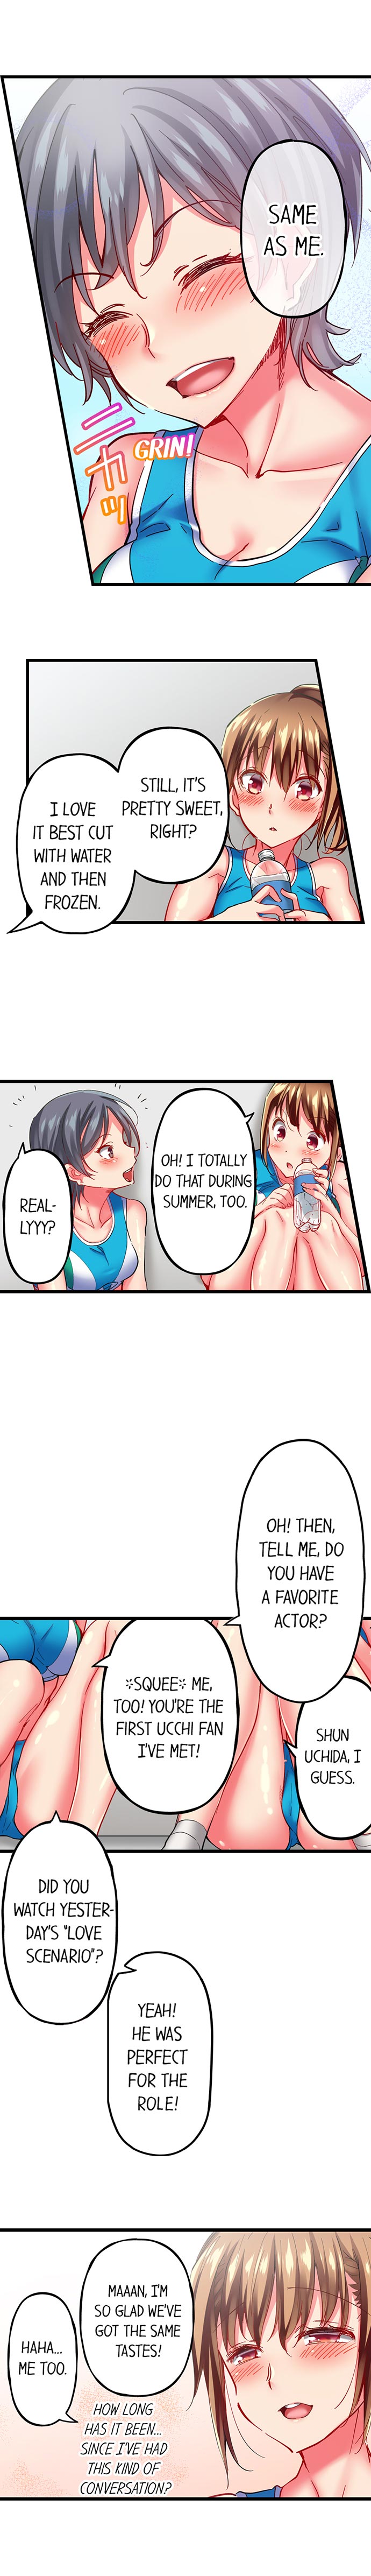 SAME
AS ME.
ニカッ
GRIN!
STILL, IT'S
PRETTY SWEET,
RIGHT?
I LOVE
IT BEST CUT
WITH WATER
AND THEN
FROZEN.
OH! I TOTALLY
DO THAT DURING
SUMMER, TOO.
REAL-
LYYY?
OH! THEN,
TELL ME, DO
YOU HAVE
A FAVORITE
ACTOR?
SHUN
UCHIDA, I
GUESS.
※SQUEE※ ME,
TOO! YOU'RE THE
FIRST UCCHI FAN
I'VE MET!
DID YOU
WATCH YESTER-
DAY'S "LOVE
SCENARIO"?
YEAH!
HE WAS
PERFECT
FOR THE
ROLE!
MAAAN, I'M
SO GLAD WE'VE
GOT THE SAME
TASTES!
HAHA...
ME TOO.
HOW LONG
HAS IT BEEN...
SINCE I'VE HAD
THIS KIND OF
CONVERSATION?